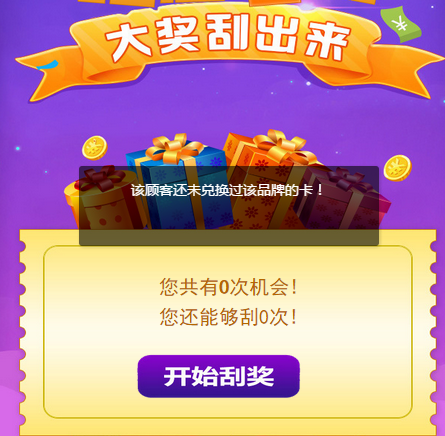 大奖刮出来
¥
该顾客还未兑换过该品牌的卡！
您共有0次机会！
您还能够刮0次！
开始刮奖